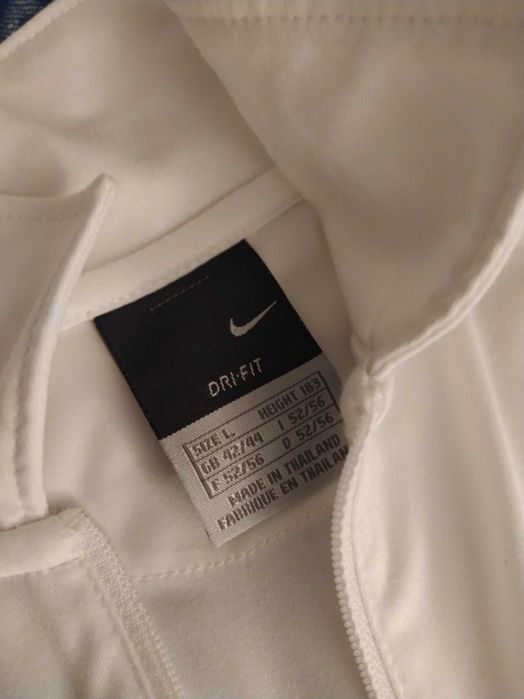 DRI-FIT
SIZE L HEIGHT 183
GB 42/44 I 52/56
F 52/56 D 52/56
MADE IN THAILAND
FABRIQUE EN THAILAN